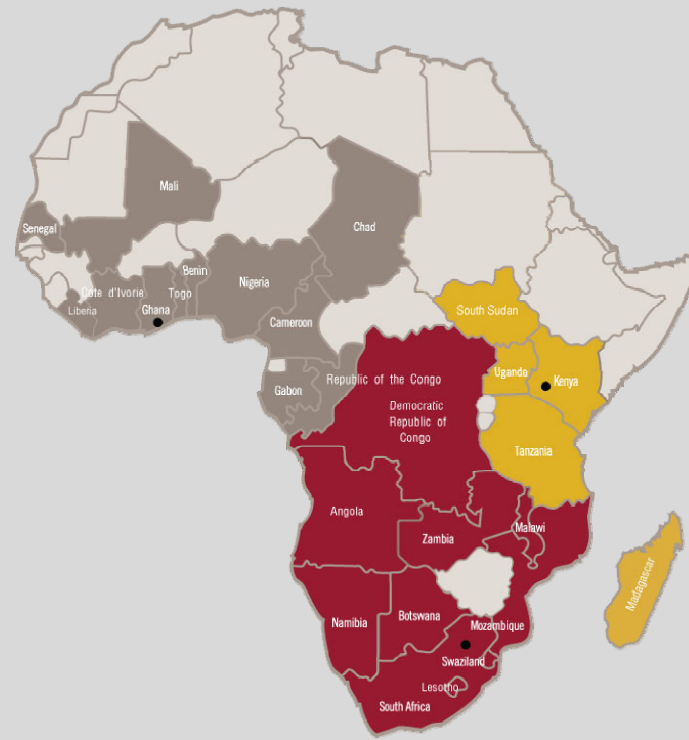 Mali
Senegal
Chad
Benin
Nigeria
Cote d'Ivorie
Togo
Liberia
Ghana
South Sudan
Cameroon
Uganda
Kenya
Republic of the Congo
Gabon
Democratic
Republic of
Congo
Tanzania
Angola
Malawi
Zambia
Madagascar
Botswana
Namibia
Mozambique
Swaziland
Lesotho
South Africa